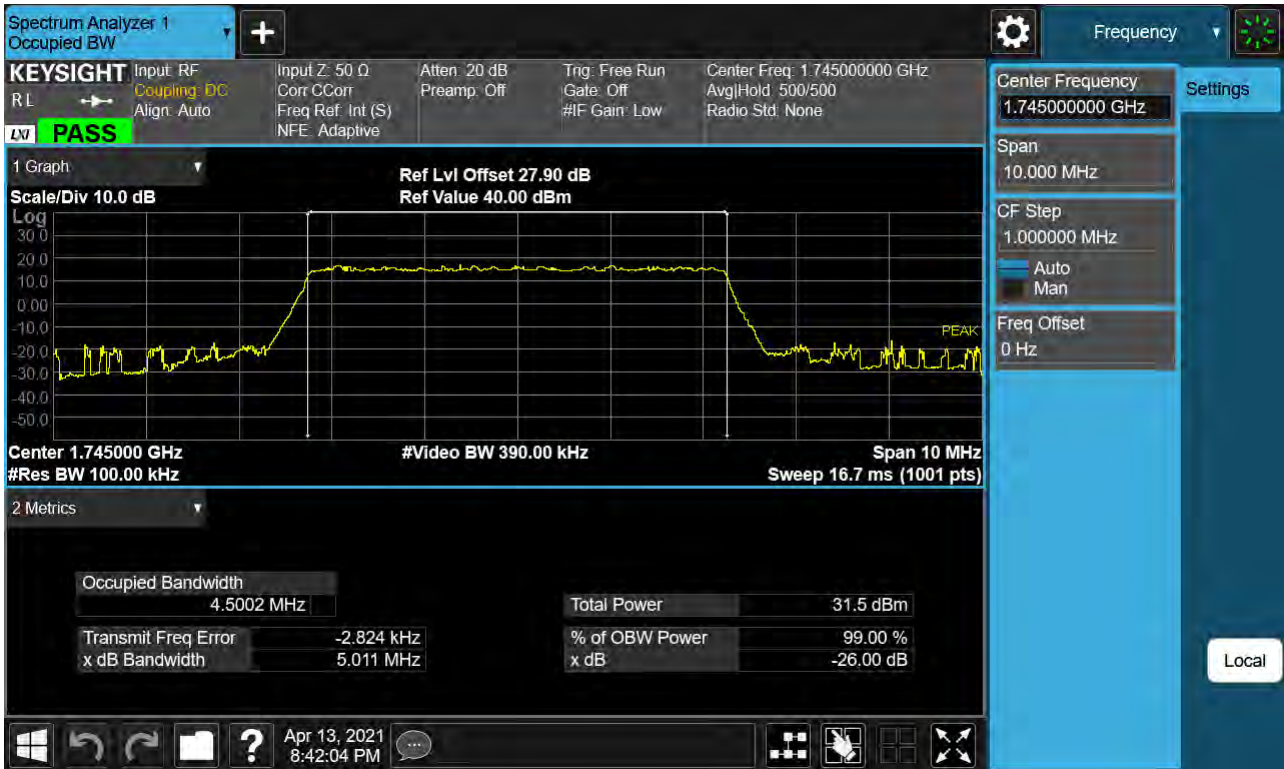 Spectrum Analyzer 1
Occupied BW
+
Frequency
KEYSIGHT
R L
LXI
PASS
Input: RF
Coupling: DC
Align: Auto
Input Z: 50 Ω
Corr CCorr
Freq Ref: Int (S)
NFE: Adaptive
Atten: 20 dB
Preamp: Off
Trig: Free Run
Gate: Off
#IF Gain: Low
Center Freq: 1.745000000 GHz
Avg|Hold: 500/500
Radio Std: None
Center Frequency
1.745000000 GHz
Settings
Span
10.000 MHz
CF Step
1.000000 MHz
Auto
Man
Freq Offset
0 Hz
Local
1 Graph
Scale/Div 10.0 dB
Ref Lvl Offset 27.90 dB
Ref Value 40.00 dBm
Log
30.0
20.0
10.0
0.00
-10.0
-20.0
-30.0
-40.0
-50.0
PEAK
Center 1.745000 GHz
#Video BW 390.00 kHz
Span 10 MHz
#Res BW 100.00 kHz
Sweep 16.7 ms (1001 pts)
2 Metrics
Occupied Bandwidth
4.5002 MHz
Total Power 31.5 dBm
Transmit Freq Error -2.824 kHz
% of OBW Power 99.00 %
x dB Bandwidth 5.011 MHz
x dB -26.00 dB
?
Apr 13, 2021
8:42:04 PM